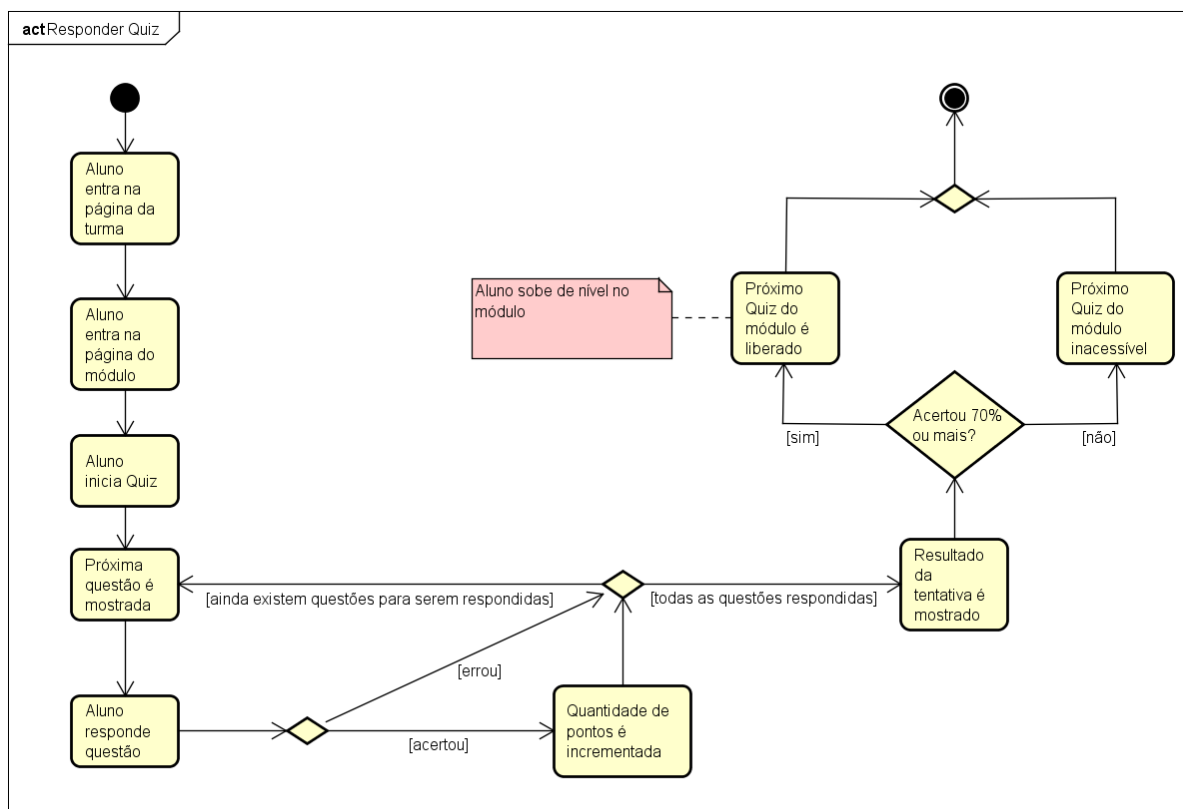 act Responder Quiz
Aluno
entra na
página da
turma
Aluno
entra na
página do
módulo
Aluno
inicia Quiz
Próxima
questão é
mostrada
Aluno
responde
questão
[errou]
[acertou]
Quantidade de
pontos é
incrementada
[ainda existem questões para serem respondidas]
[todas as questões respondidas]
Resultado
da
tentativa é
mostrado
Acertou 70%
ou mais?
[sim]
[não]
Aluno sobe de nível no
módulo
Próximo
Quiz do
módulo é
liberado
Próximo
Quiz do
módulo
inacessível